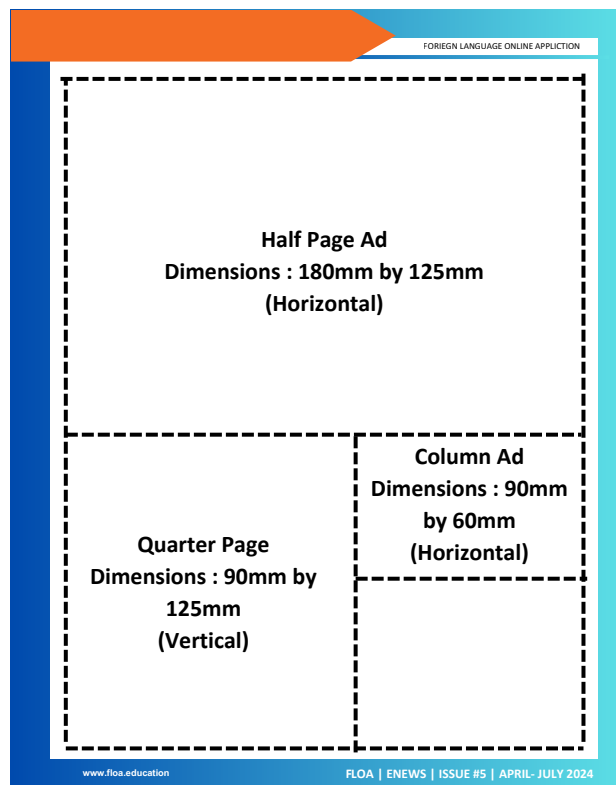 FORIEGN LANGUAGE ONLINE APPLICTION
Half Page Ad
Dimensions : 180mm by 125mm
(Horizontal)
Column Ad
Dimensions : 90mm
by 60mm
(Horizontal)
Quarter Page
Dimensions : 90mm by
125mm
(Vertical)
www.floa.education
FLOA | ENEWS | ISSUE #5 | APRIL- JULY 2024